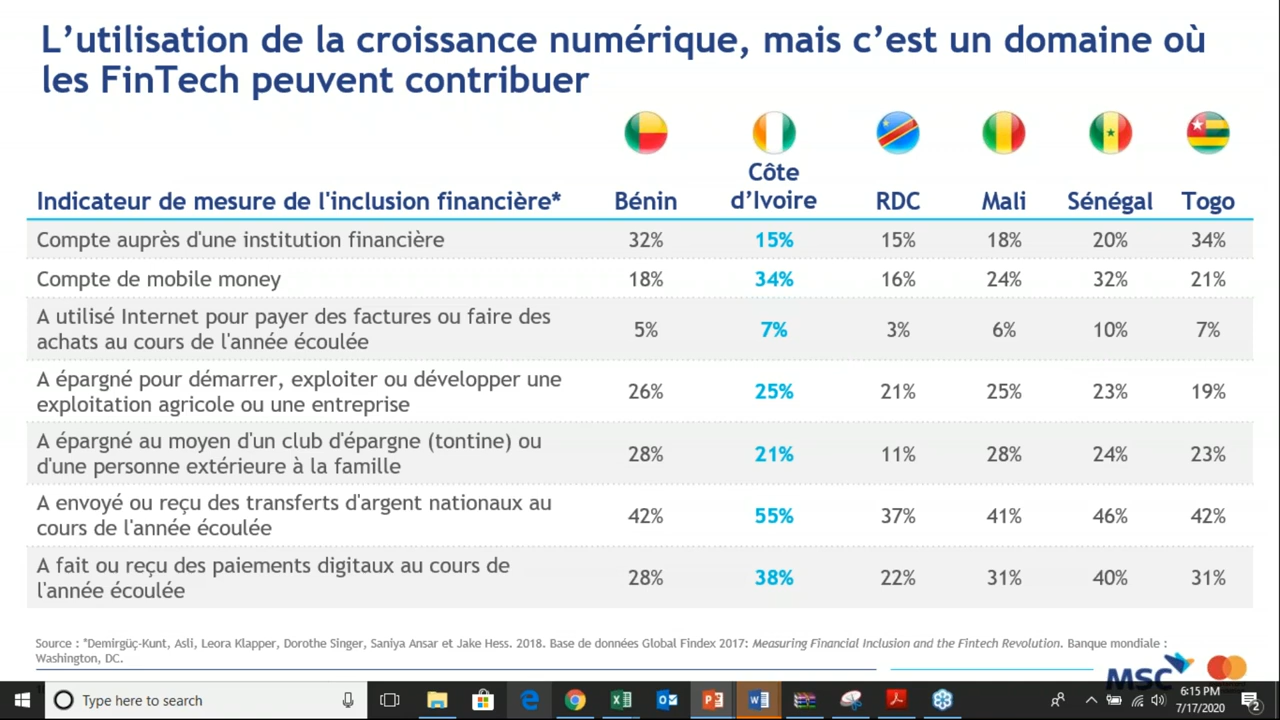 L'utilisation de la croissance numérique, mais c'est un domaine où
les FinTech peuvent contribuer
Indicateur de mesure de l'inclusion financière* Bénin Côte d'Ivoire RDC Mali Sénégal Togo
Compte auprès d'une institution financière 32% 15% 15% 18% 20% 34%
Compte de mobile money 18% 34% 16% 24% 32% 21%
A utilisé Internet pour payer des factures ou faire des
achats au cours de l'année écoulée 5% 7% 3% 6% 10% 7%
A épargné pour démarrer, exploiter ou développer une
exploitation agricole ou une entreprise 26% 25% 21% 25% 23% 19%
A épargné au moyen d'un club d'épargne (tontine) ou
d'une personne extérieure à la famille 28% 21% 11% 28% 24% 23%
A envoyé ou reçu des transferts d'argent nationaux au
cours de l'année écoulée 42% 55% 37% 41% 46% 42%
A fait ou reçu des paiements digitaux au cours de
l'année écoulée 28% 38% 22% 31% 40% 31%
Source : *Demirgüç-Kunt, Asli, Leora Klapper, Dorothe Singer, Saniya Ansar et Jake Hess. 2018. Base de données Global Findex 2017: Measuring Financial Inclusion and the Fintech Revolution. Banque mondiale :
Washington, DC.
MSC
Type here to search
6:15 PM
7/17/2020
2